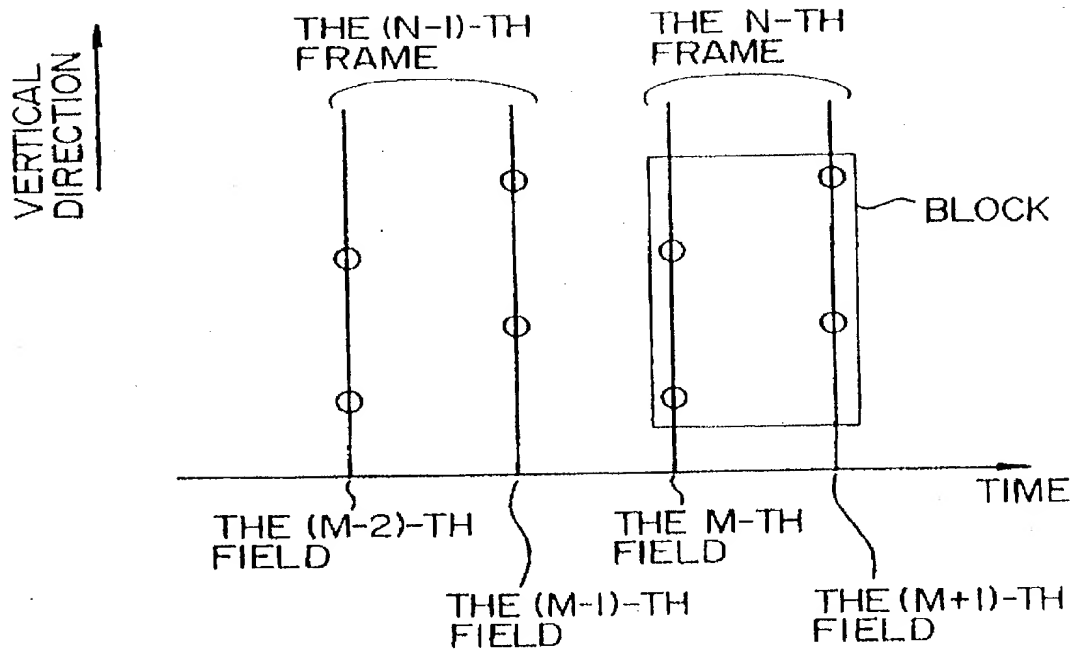 VERTICAL
DIRECTION
THE (N-1)-TH
FRAME
THE N-TH
FRAME
BLOCK
TIME
THE (M-2)-TH
FIELD
THE M-TH
FIELD
THE (M-1)-TH
FIELD
THE (M+1)-TH
FIELD